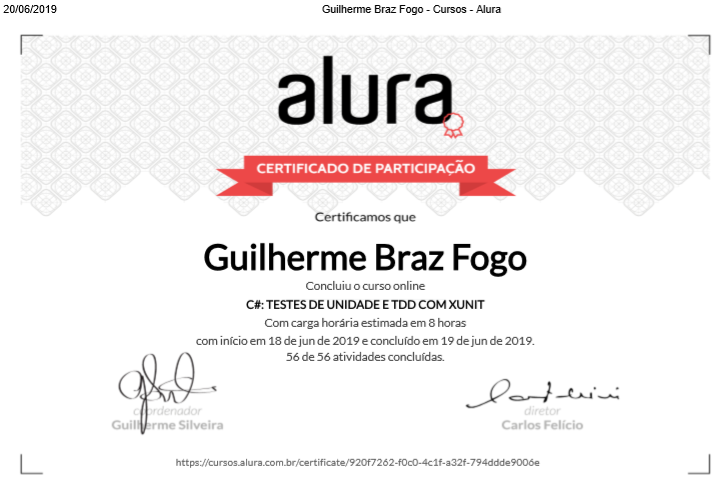 20/06/2019 Guilherme Braz Fogo - Cursos - Alura
alura
CERTIFICADO DE PARTICIPAÇÃO
Certificamos que
Guilherme Braz Fogo
Concluiu o curso online
C#: TESTES DE UNIDADE E TDD COM XUNIT
Com carga horária estimada em 8 horas
com início em 18 de jun de 2019 e concluído em 19 de jun de 2019.
56 de 56 atividades concluídas.
coordenador
Guilherme Silveira
diretor
Carlos Felício
https://cursos.alura.com.br/certificate/920f7262-f0c0-4c1f-a32f-794ddde9006e